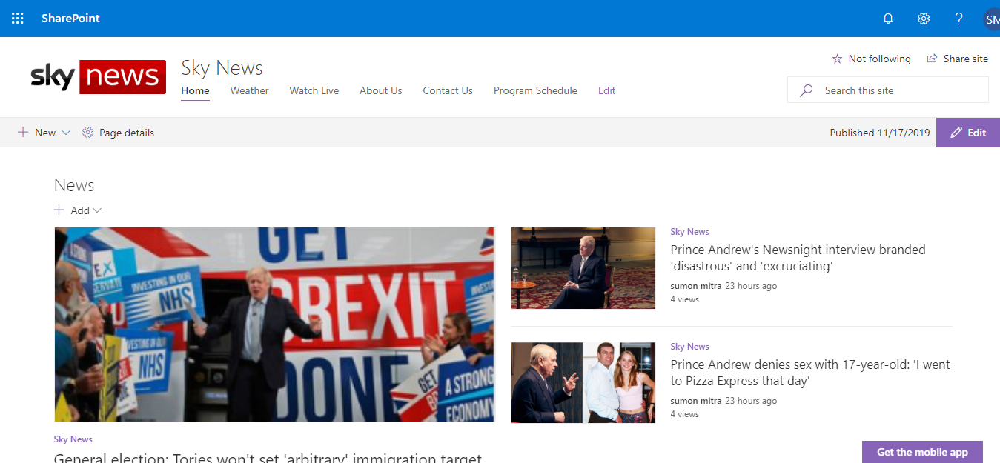 SharePoint
SM
Not following
Share site
sky news
Sky News
Home
Weather
Watch Live
About Us
Contact Us
Program Schedule
Edit
Search this site
New
Page details
Published 11/17/2019
Edit
News
Add
GET
BREXIT
DONE
INVESTING IN OUR
NHS
INVESTING IN OUR
NHS
GET
A STRONG
ECONOMY
Sky News
General election: Tories won't set 'arbitrary' immigration target
Sky News
Prince Andrew's Newsnight interview branded
'disastrous' and 'excruciating'
sumon mitra 23 hours ago
4 views
Sky News
Prince Andrew denies sex with 17-year-old: 'I went
to Pizza Express that day'
sumon mitra 23 hours ago
4 views
Get the mobile app